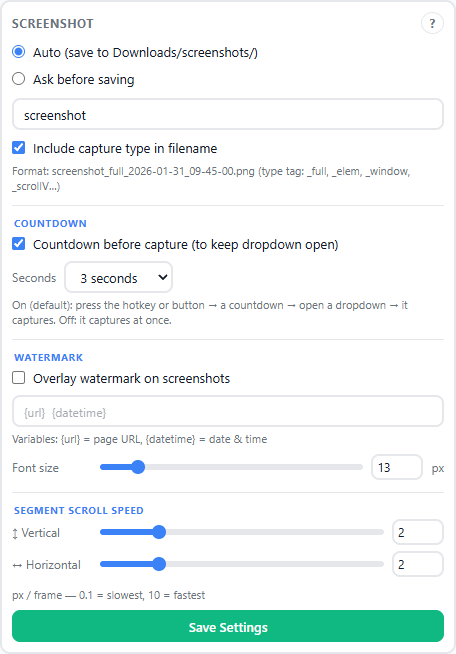 SCREENSHOT
?
Auto (save to Downloads/screenshots/)
Ask before saving
screenshot
Include capture type in filename
Format: screenshot_full_2026-01-31_09-45-00.png (type tag: _full, _elem, _window,
_scrollV...)
COUNTDOWN
Countdown before capture (to keep dropdown open)
Seconds 3 seconds
On (default): press the hotkey or button → a countdown → open a dropdown → it
captures. Off: it captures at once.
WATERMARK
Overlay watermark on screenshots
{url} {datetime}
Variables: {url} = page URL, {datetime} = date & time
Font size 13 px
SEGMENT SCROLL SPEED
↕ Vertical 2
↔ Horizontal 2
px / frame — 0.1 = slowest, 10 = fastest
Save Settings